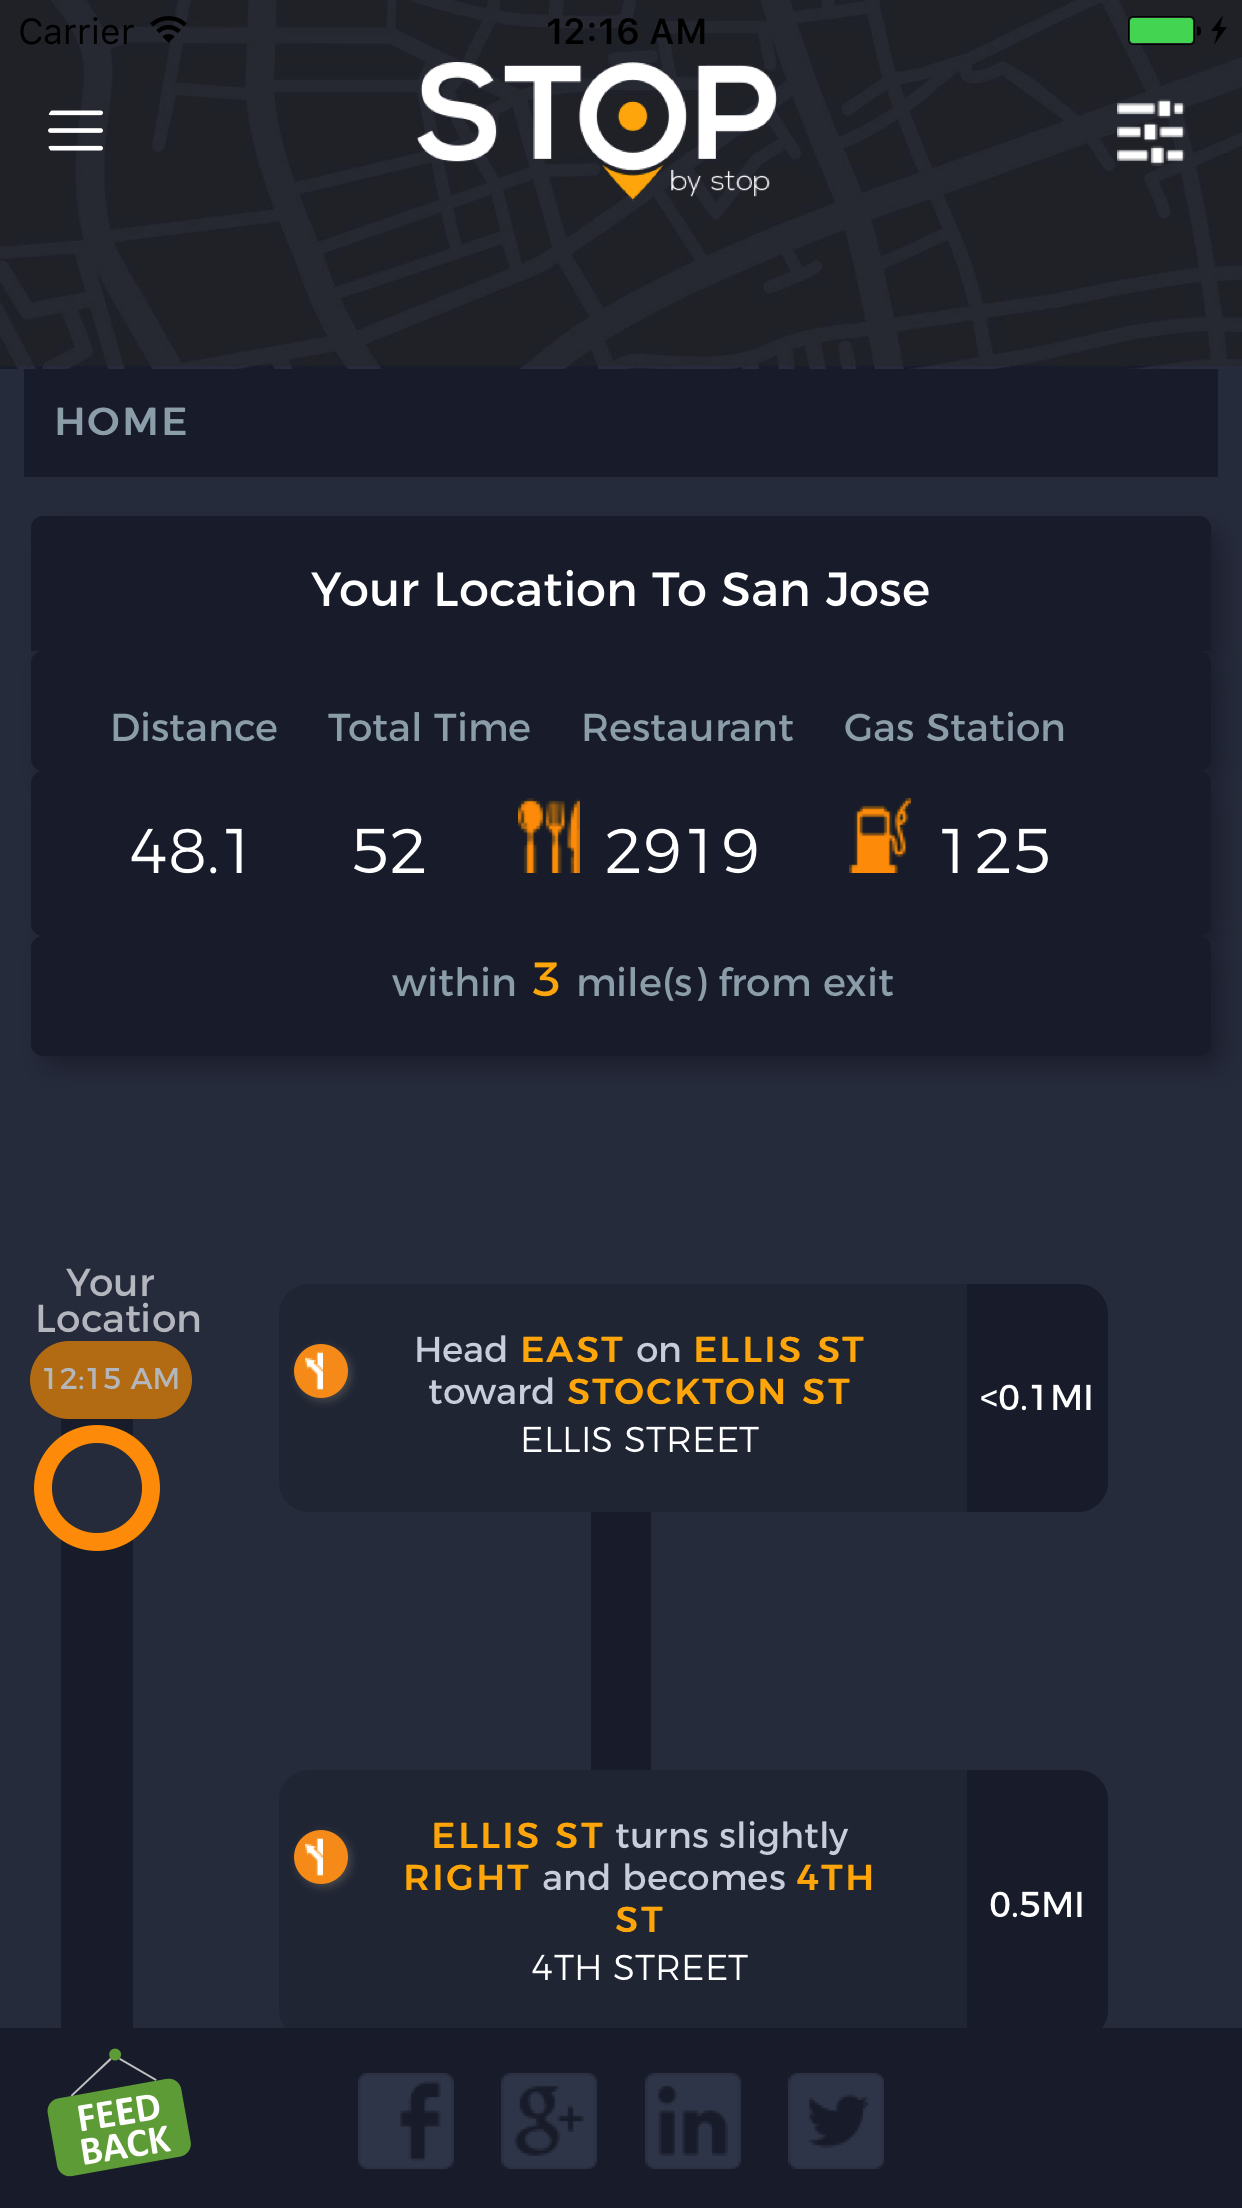 Carrier 12:16 AM
STOP
by stop
HOME
Your Location To San Jose
Distance Total Time Restaurant Gas Station
48.1 52 2919 125
within 3 mile(s) from exit
Your
Location
12:15 AM
Head EAST on ELLIS ST
toward STOCKTON ST
ELLIS STREET
<0.1MI
ELLIS ST turns slightly
RIGHT and becomes 4TH
ST
4TH STREET
0.5MI
FEED
BACK
f g+ in